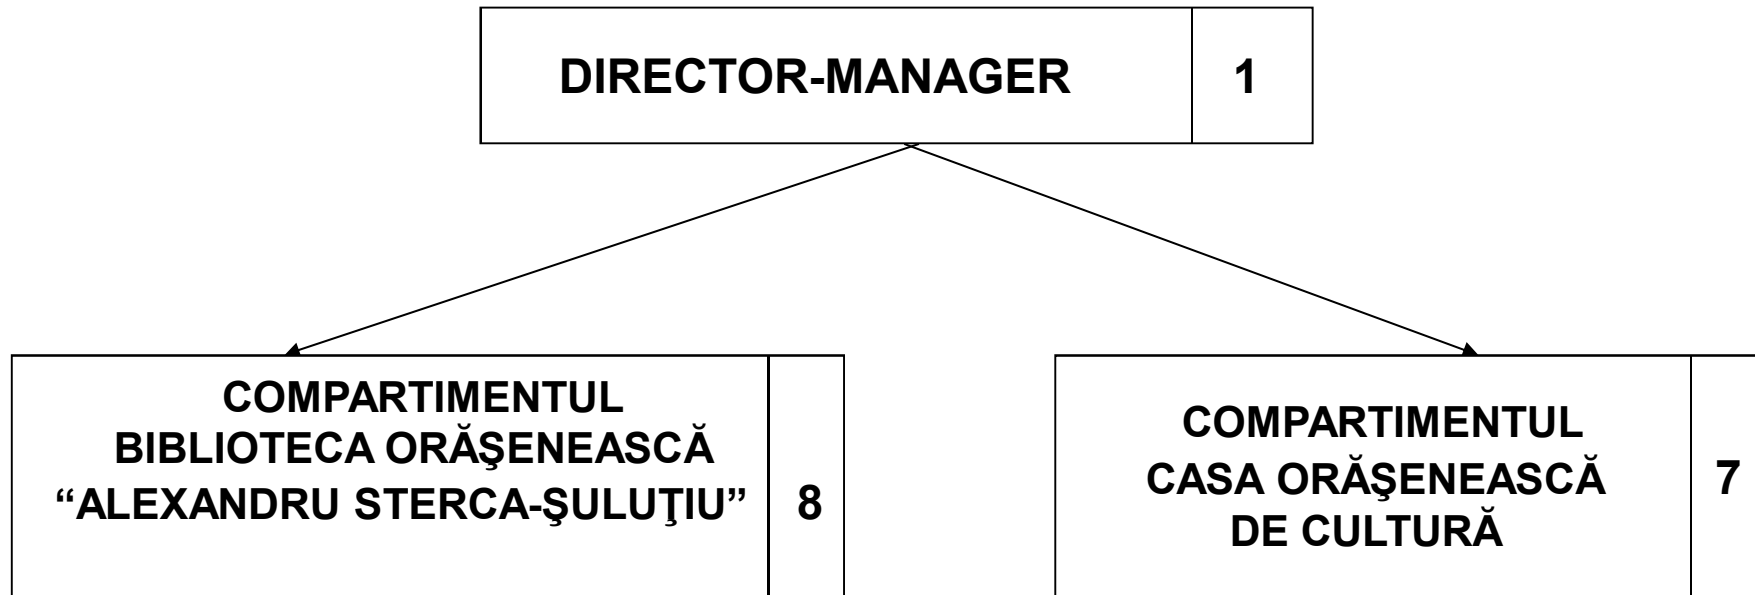 DIRECTOR-MANAGER 1
COMPARTIMENTUL
BIBLIOTECA ORĂŞENEASCĂ
“ALEXANDRU STERCA-ŞULUŢIU” 8
COMPARTIMENTUL
CASA ORĂŞENEASCĂ 7
DE CULTURĂ